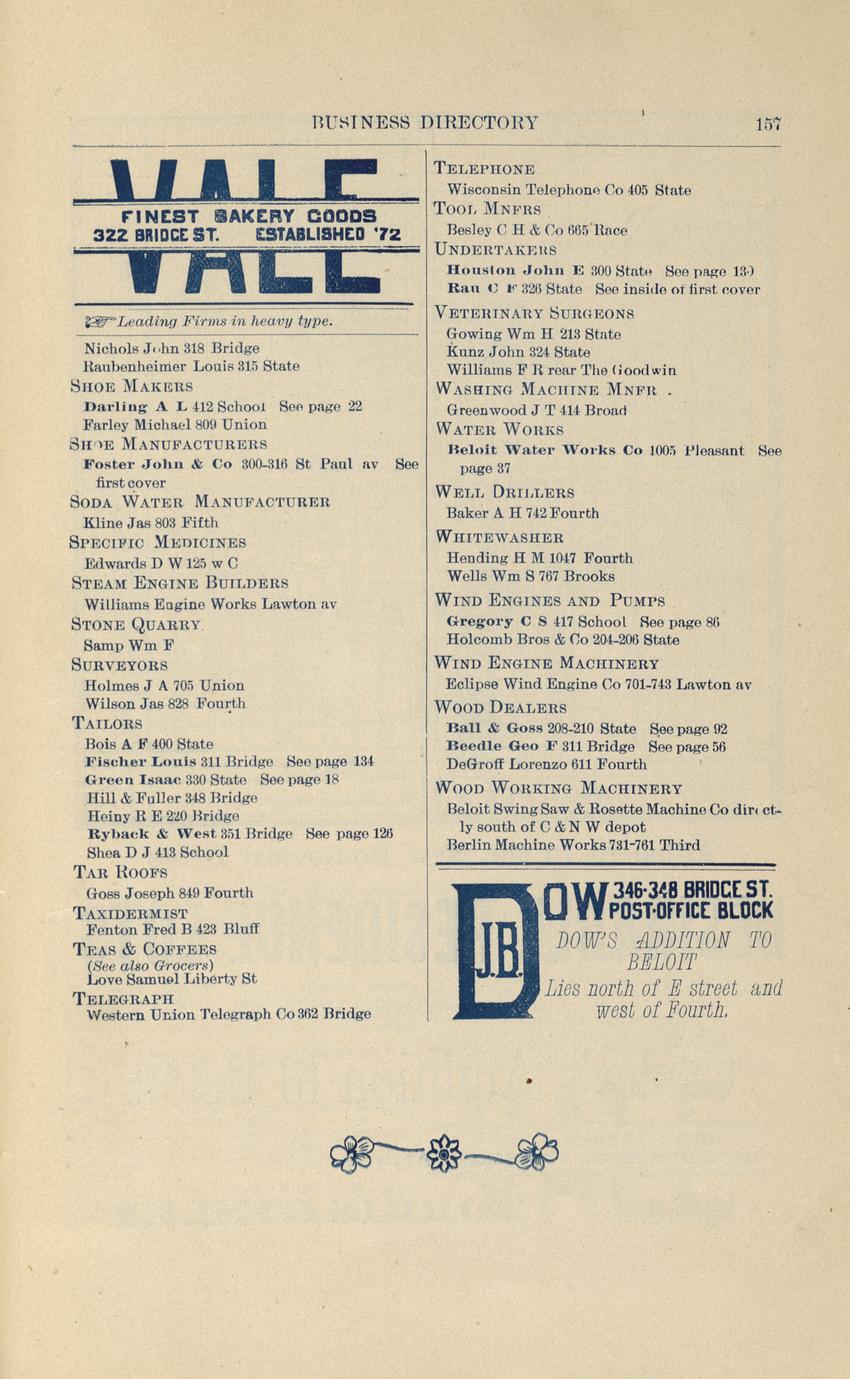 BUSINESS DIRECTORY 157
VALE
FINEST BAKERY GOODS
322 BRIDGE ST. ESTABLISHED '72
Leading Firms in heavy type.
Nichols John 318 Bridge
Raubenheimer Louis 315 State
SHOE MAKERS
Darling A L 412 School See page 22
Farley Michael 809 Union
SHOE MANUFACTURERS
Foster John & Co 300-316 St Paul av See
first cover
SODA WATER MANUFACTURER
Kline Jas 803 Fifth
SPECIFIC MEDICINES
Edwards D W 125 w C
STEAM ENGINE BUILDERS
Williams Engine Works Lawton av
STONE QUARRY
Samp Wm F
SURVEYORS
Holmes J A 705 Union
Wilson Jas 828 Fourth
TAILORS
Bois A F 400 State
Fischer Louis 311 Bridge See page 134
Green Isaac 330 State See page 18
Hill & Fuller 348 Bridge
Heiny R E 220 Bridge
Ryback & West 351 Bridge See page 126
Shea D J 413 School
TAR ROOFS
Goss Joseph 849 Fourth
TAXIDERMIST
Fenton Fred B 423 Bluff
TEAS & COFFEES
(See also Grocers)
Love Samuel Liberty St
TELEGRAPH
Western Union Telegraph Co 362 Bridge
TELEPHONE
Wisconsin Telephone Co 405 State
TOOL MNFRS
Besley C H & Co 665 Race
UNDERTAKERS
Houston John E 300 State See page 130
Rau C F 326 State See inside of first cover
VETERINARY SURGEONS
Gowing Wm H 213 State
Kunz John 324 State
Williams F R rear The Goodwin
WASHING MACHINE MNFR .
Greenwood J T 414 Broad
WATER WORKS
Beloit Water Works Co 1005 Pleasant See
page 37
WELL DRILLERS
Baker A H 742 Fourth
WHITEWASHER
Hending H M 1047 Fourth
Wells Wm S 767 Brooks
WIND ENGINES AND PUMPS
Gregory C S 417 School See page 86
Holcomb Bros & Co 204-206 State
WIND ENGINE MACHINERY
Eclipse Wind Engine Co 701-743 Lawton av
WOOD DEALERS
Ball & Goss 208-210 State See page 92
Beedle Geo F 311 Bridge See page 56
DeGroff Lorenzo 611 Fourth
WOOD WORKING MACHINERY
Beloit Swing Saw & Rosette Machine Co direct-
ly south of C & N W depot
Berlin Machine Works 731-761 Third
J.B. DOW 346-348 BRIDGE ST.
POST-OFFICE BLOCK
DOW'S ADDITION TO
BELOIT
Lies north of E street and
west of Fourth.